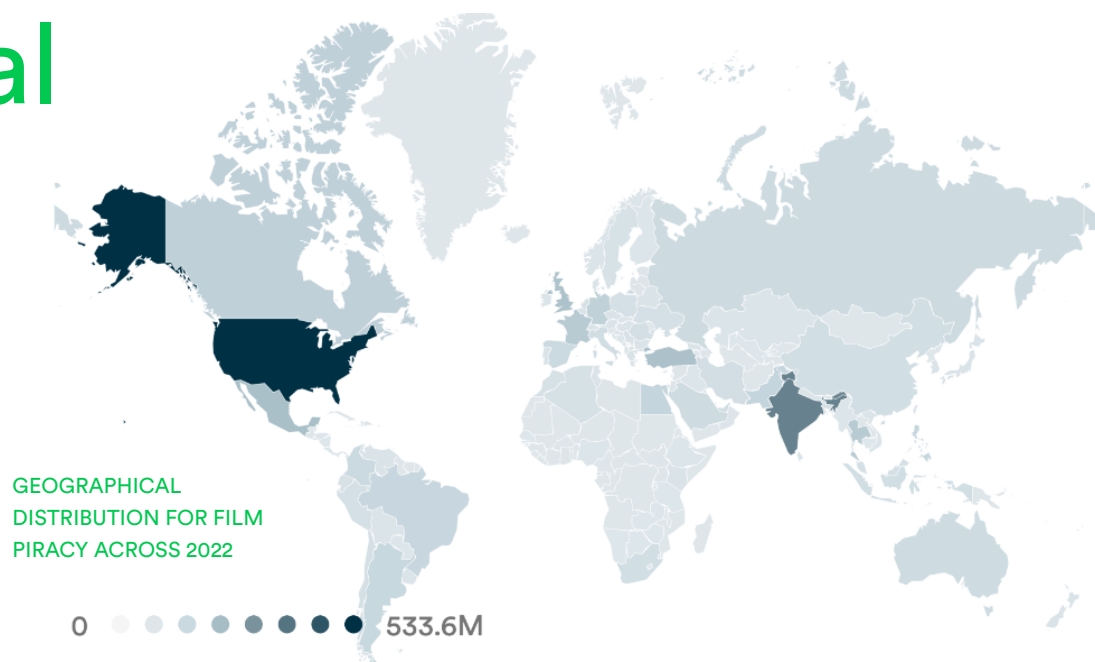 al
GEOGRAPHICAL
DISTRIBUTION FOR FILM
PIRACY ACROSS 2022
0 533.6M